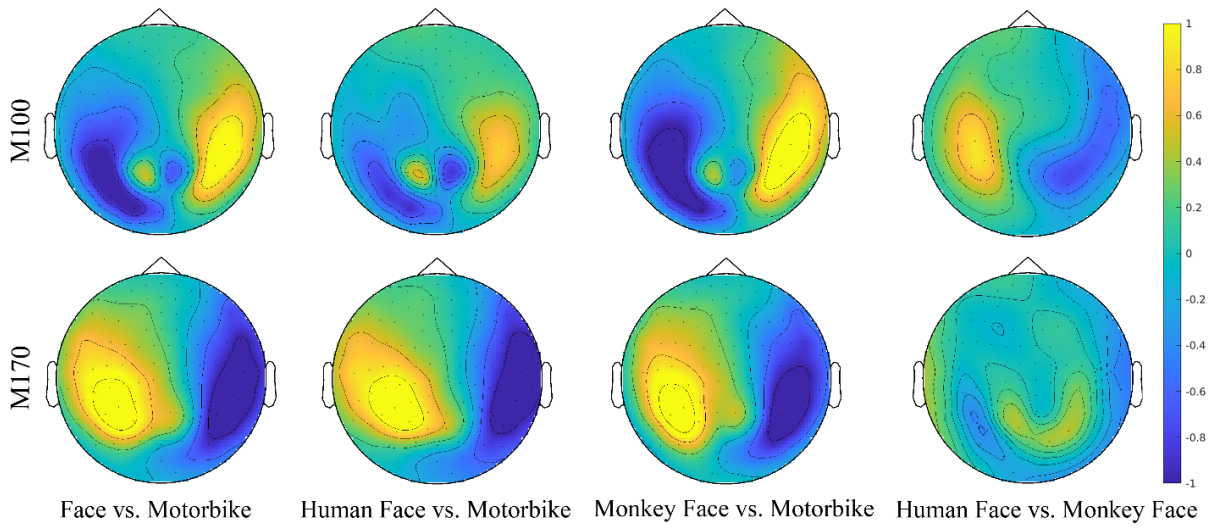 M100
1
0.8
0.6
0.4
0.2
0
-0.2
-0.4
-0.6
-0.8
-1
M170
Face vs. Motorbike
Human Face vs. Motorbike
Monkey Face vs. Motorbike
Human Face vs. Monkey Face